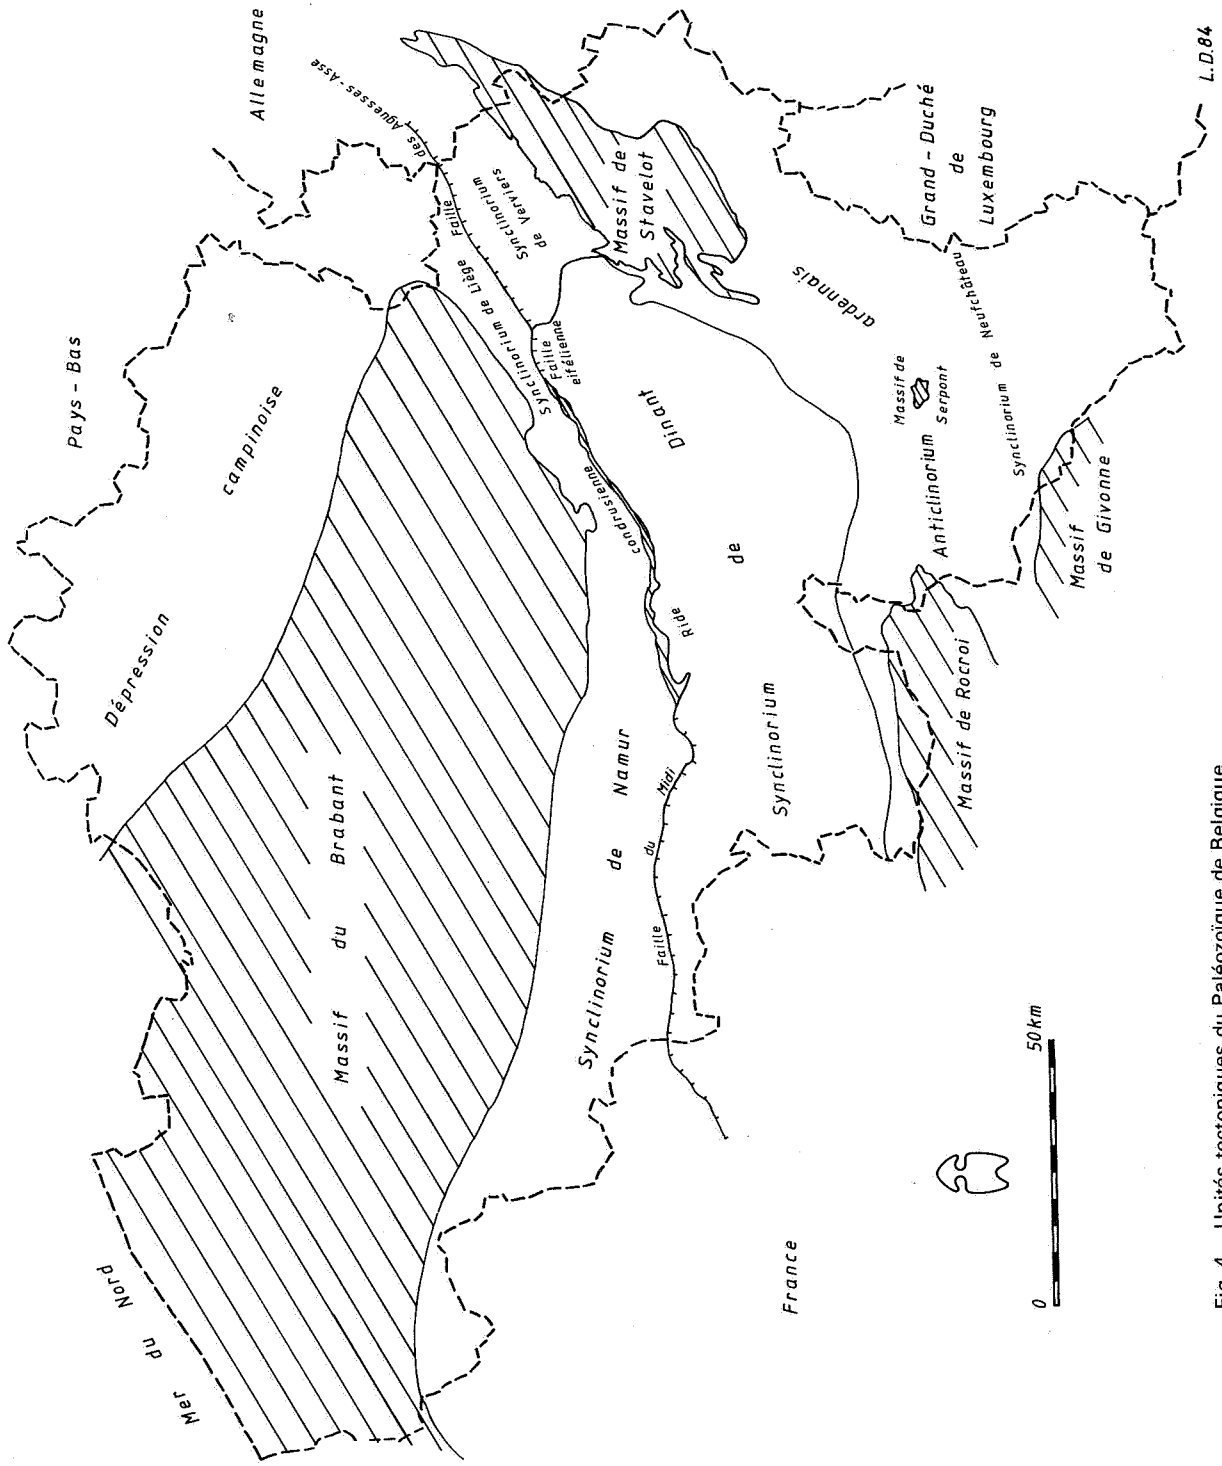 Mer du Nord
Pays-Bas
Allemagne
Dépression campinoise
Massif du Brabant
Synclinorium de Namur
Synclinorium de Liège
Faille des Aguesses-Asse
Synclinorium
de Verviers
Faille
eifélienne
Faille du Midi
Ride condrusienne
Synclinorium de Dinant
Massif de
Stavelot
Anticlinorium ardennais
Massif de
Serpont
Massif de Rocroi
Massif
de Givonne
Synclinorium de Neufchâteau
Grand-Duché
de
Luxembourg
France
0 50km
L.D.84
Fig. 4. Unités tectoniques du Paléozoïque de Belgique